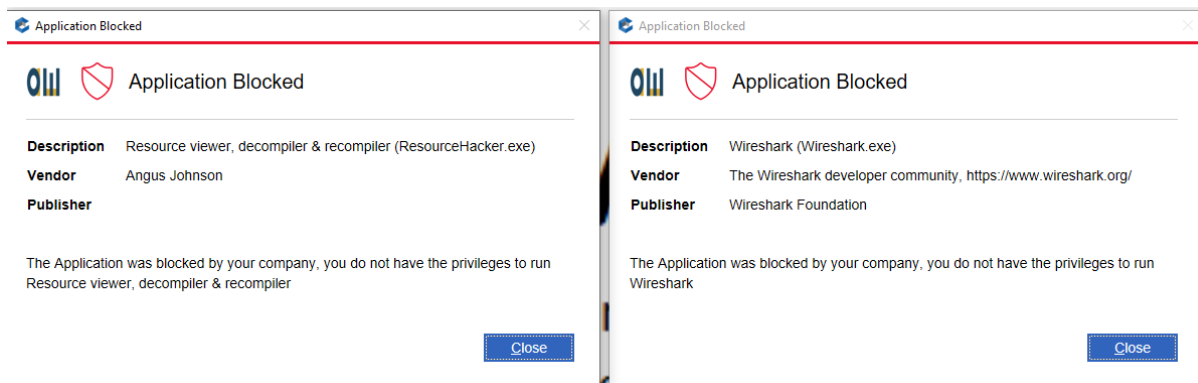 Application Blocked
Application Blocked
Description Resource viewer, decompiler & recompiler (ResourceHacker.exe)
Vendor Angus Johnson
Publisher
The Application was blocked by your company, you do not have the privileges to run
Resource viewer, decompiler & recompiler
Close
Application Blocked
Application Blocked
Description Wireshark (Wireshark.exe)
Vendor The Wireshark developer community, https://www.wireshark.org/
Publisher Wireshark Foundation
The Application was blocked by your company, you do not have the privileges to run
Wireshark
Close